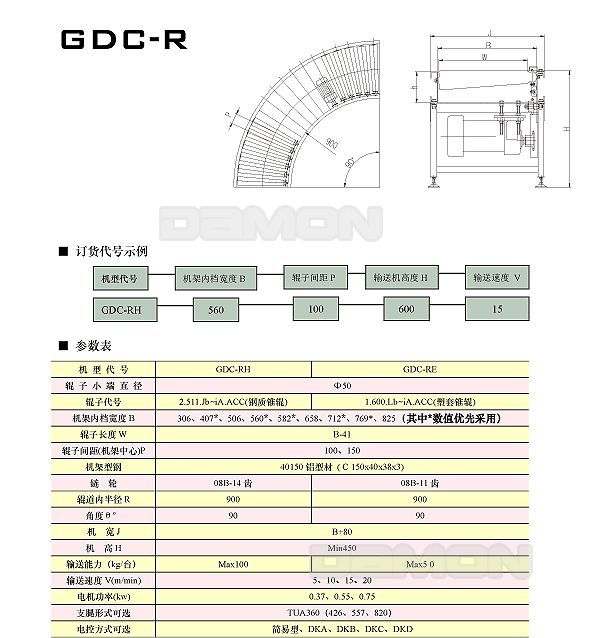 GDC-R
J
B
W
h
H
P
900
90°
DAMON
■ 订货代号示例
机型代号 机架内档宽度 B 辊子间距 P 输送机高度 H 输送速度 V
GDC-RH 560 100 600 15
■ 参数表
机 型 代 号 GDC-RH GDC-RE
辊 子 小 端 直 径 Φ50
辊子代号 2.511.Jb~iA.ACC(钢质锥辊) 1.600.Lb~iA.ACC(塑套锥辊)
机架内档宽度 B 306、407*、506、560*、582*、658、712*、769*、825 (其中*数值优先采用)
辊子长度 W B-41
辊子间距(机架中心)P 100、150
机架型钢 40150 铝型材 ( C 150x40x38x3)
链 轮 08B-14 齿 08B-11 齿
辊道内半径 R 900 900
角度 θ° 90 90
机 宽 J B+80
机 高 H Min450
输送能力 (kg/台) Max100 Max5 0
输送速度 V(m/min) 5、10、15、20
电机功率(kw) 0.37、0.55、0.75
支腿形式可选 TUA360 (426、557、820)
电控方式可选 简易型、DKA、DKB、DKC、DKD
DAMON